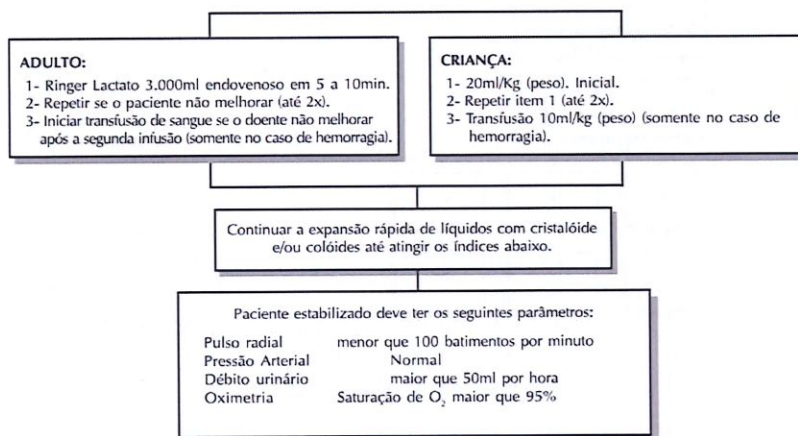 ADULTO:
1- Ringer Lactato 3.000ml endovenoso em 5 a 10min.
2- Repetir se o paciente não melhorar (até 2x).
3- Iniciar transfusão de sangue se o doente não melhorar
após a segunda infusão (somente no caso de hemorragia).
CRIANÇA:
1- 20ml/Kg (peso). Inicial.
2- Repetir item 1 (até 2x).
3- Transfusão 10ml/kg (peso) (somente no caso de
hemorragia).
Continuar a expansão rápida de líquidos com cristalóide
e/ou colóides até atingir os índices abaixo.
Paciente estabilizado deve ter os seguintes parâmetros:
Pulso radial menor que 100 batimentos por minuto
Pressão Arterial Normal
Débito urinário maior que 50ml por hora
Oximetria Saturação de O₂ maior que 95%